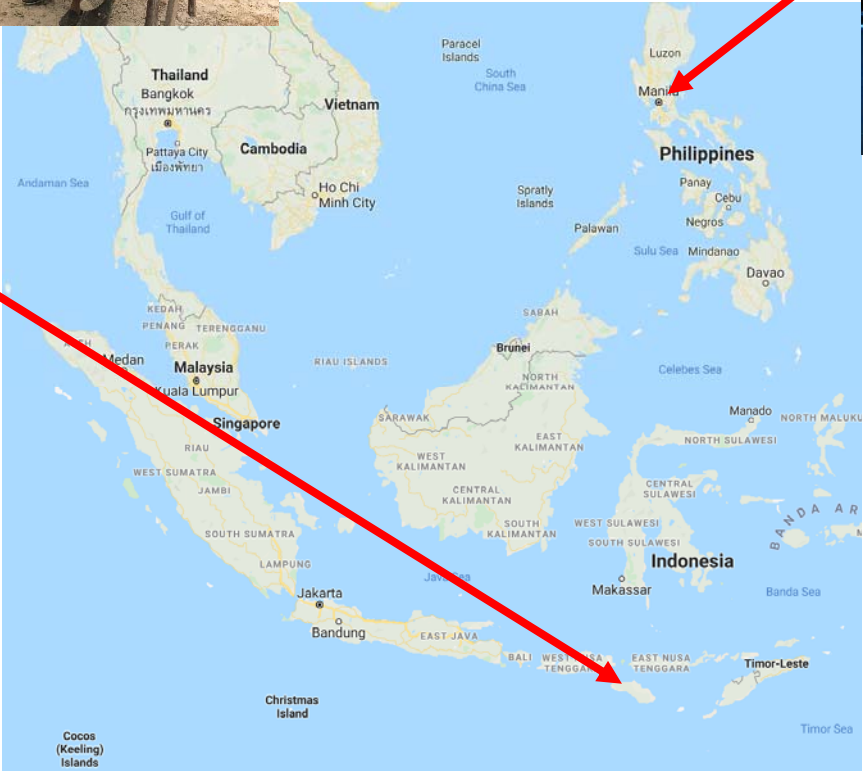 Paracel
Islands
Luzon
South
China Sea
Thailand
Bangkok
กรุงเทพมหานคร
Manila
Vietnam
Pattaya City
เมืองพัทยา
Cambodia
Philippines
Andaman Sea
Ho Chi
Minh City
Panay
Cebu
Spratly
Islands
Gulf of
Thailand
Negros
Palawan
Sulu Sea
Mindanao
Davao
KEDAH
PENANG
TERENGGANU
SABAH
PERAK
Medan
Malaysia
RIAU ISLANDS
Brunei
Celebes Sea
Kuala Lumpur
NORTH
KALIMANTAN
Singapore
SARAWAK
Manado
NORTH MALUKU
RIAU
EAST
KALIMANTAN
NORTH SULAWESI
WEST
KALIMANTAN
WEST SUMATRA
JAMBI
CENTRAL
KALIMANTAN
CENTRAL
SULAWESI
BANDA AR
SOUTH SUMATRA
SOUTH
KALIMANTAN
WEST SULAWESI
SOUTH SULAWESI
Indonesia
LAMPUNG
Java Sea
Makassar
Banda Sea
Jakarta
Bandung
EAST JAVA
BALI
WEST NUSA
TENGGARA
EAST NUSA
TENGGARA
Timor-Leste
Christmas
Island
Timor Sea
Cocos
(Keeling)
Islands